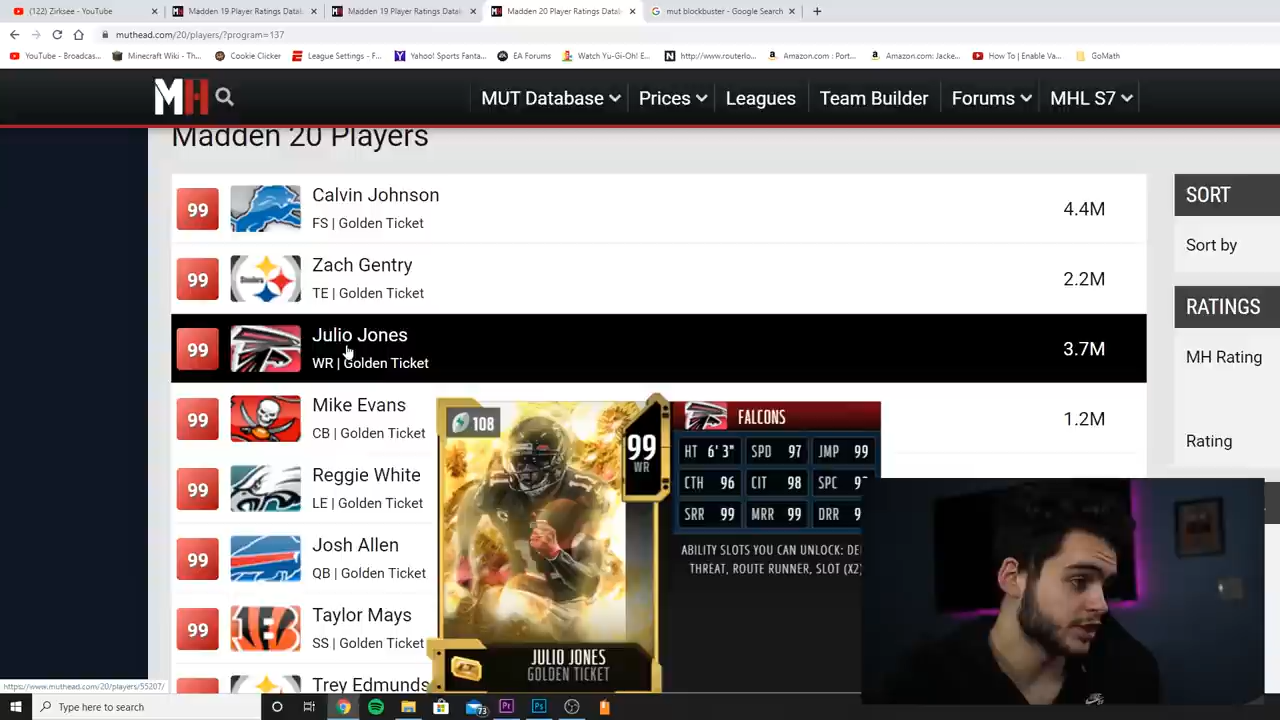 (122) Zirksee - YouTube
Madden 19 Player Ratings Datab
Madden 19 Player Ratings Datab
Madden 20 Player Ratings Datab
mut blockbuster - Google Search
muthead.com/20/players/?program=137
YouTube - Broadcas...
Minecraft Wiki - Th...
Cookie Clicker
League Settings - F...
Yahoo! Sports Fanta...
EA Forums
Watch Yu-Gi-Oh! E...
http://www.routerlo...
Amazon.com : Port...
Amazon.com: Jacke...
How To | Enable Va...
GoMath
MH
MUT Database
Prices
Leagues
Team Builder
Forums
MHL S7
Madden 20 Players
99
Calvin Johnson
FS | Golden Ticket
4.4M
99
Steelers
Zach Gentry
TE | Golden Ticket
2.2M
99
Julio Jones
WR | Golden Ticket
3.7M
99
Mike Evans
CB | Golden Ticket
1.2M
99
Reggie White
LE | Golden Ticket
99
Josh Allen
QB | Golden Ticket
99
Taylor Mays
SS | Golden Ticket
Trey Edmunds
SORT
Sort by
RATINGS
MH Rating
Rating
108
99
WR
JULIO JONES
GOLDEN TICKET
FALCONS
HT 6' 3" SPD 97 JMP 99
CTH 96 CIT 98 SPC
SRR 99 MRR 99 DRR
ABILITY SLOTS YOU CAN UNLOCK:
THREAT, ROUTE RUNNER, SLOT (X2)
https://www.muthead.com/20/players/55207/
Type here to search
73
Pr
Ps